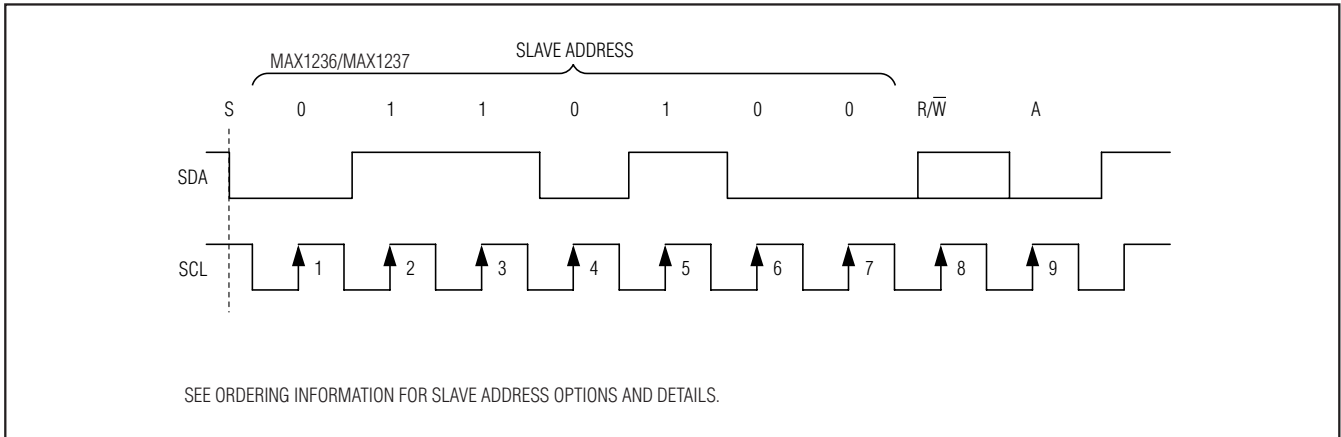 SLAVE ADDRESS
MAX1236/MAX1237
S 0 1 1 0 1 0 0 R/W̅ A
SDA
SCL 1 2 3 4 5 6 7 8 9
SEE ORDERING INFORMATION FOR SLAVE ADDRESS OPTIONS AND DETAILS.